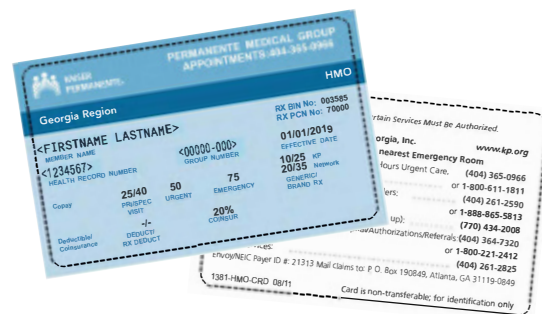 KAISER
PERMANENTE®
PERMANENTE MEDICAL GROUP
APPOINTMENTS:404-365-0966
Georgia Region
HMO
RX BIN No: 003585
RX PCN No: 70000
<FIRSTNAME LASTNAME>
MEMBER NAME
<1234567>
HEALTH RECORD NUMBER
<00000-000>
GROUP NUMBER
01/01/2019
EFFECTIVE DATE
10/25 KP
20/35 Network
GENERIC/
BRAND RX
Copay
25/40
PRI/SPEC
VISIT
50
URGENT
75
EMERGENCY
Deductible/
Coinsurance
-/-
DEDUCT/
RX DEDUCT
20%
COINSUR
ertain Services Must Be Authorized.
orgia, Inc.
www.kp.org
nearest Emergency Room
Hours Urgent Care,
(404) 365-0966
or 1-800-611-1811
ers:
(404) 261-2590
or 1-888-865-5813
up):
(770) 434-2008
/Authorizations/Referrals:(404) 364-7320
or 1-800-221-2412
ces:
(404) 261-2825
Envoy/NEIC Payer ID #: 21313 Mail Claims to: P. O. Box 190849, Atlanta, GA 31119-0849
1381-HMO-CRD 08/11
Card is non-transferable; for identification only